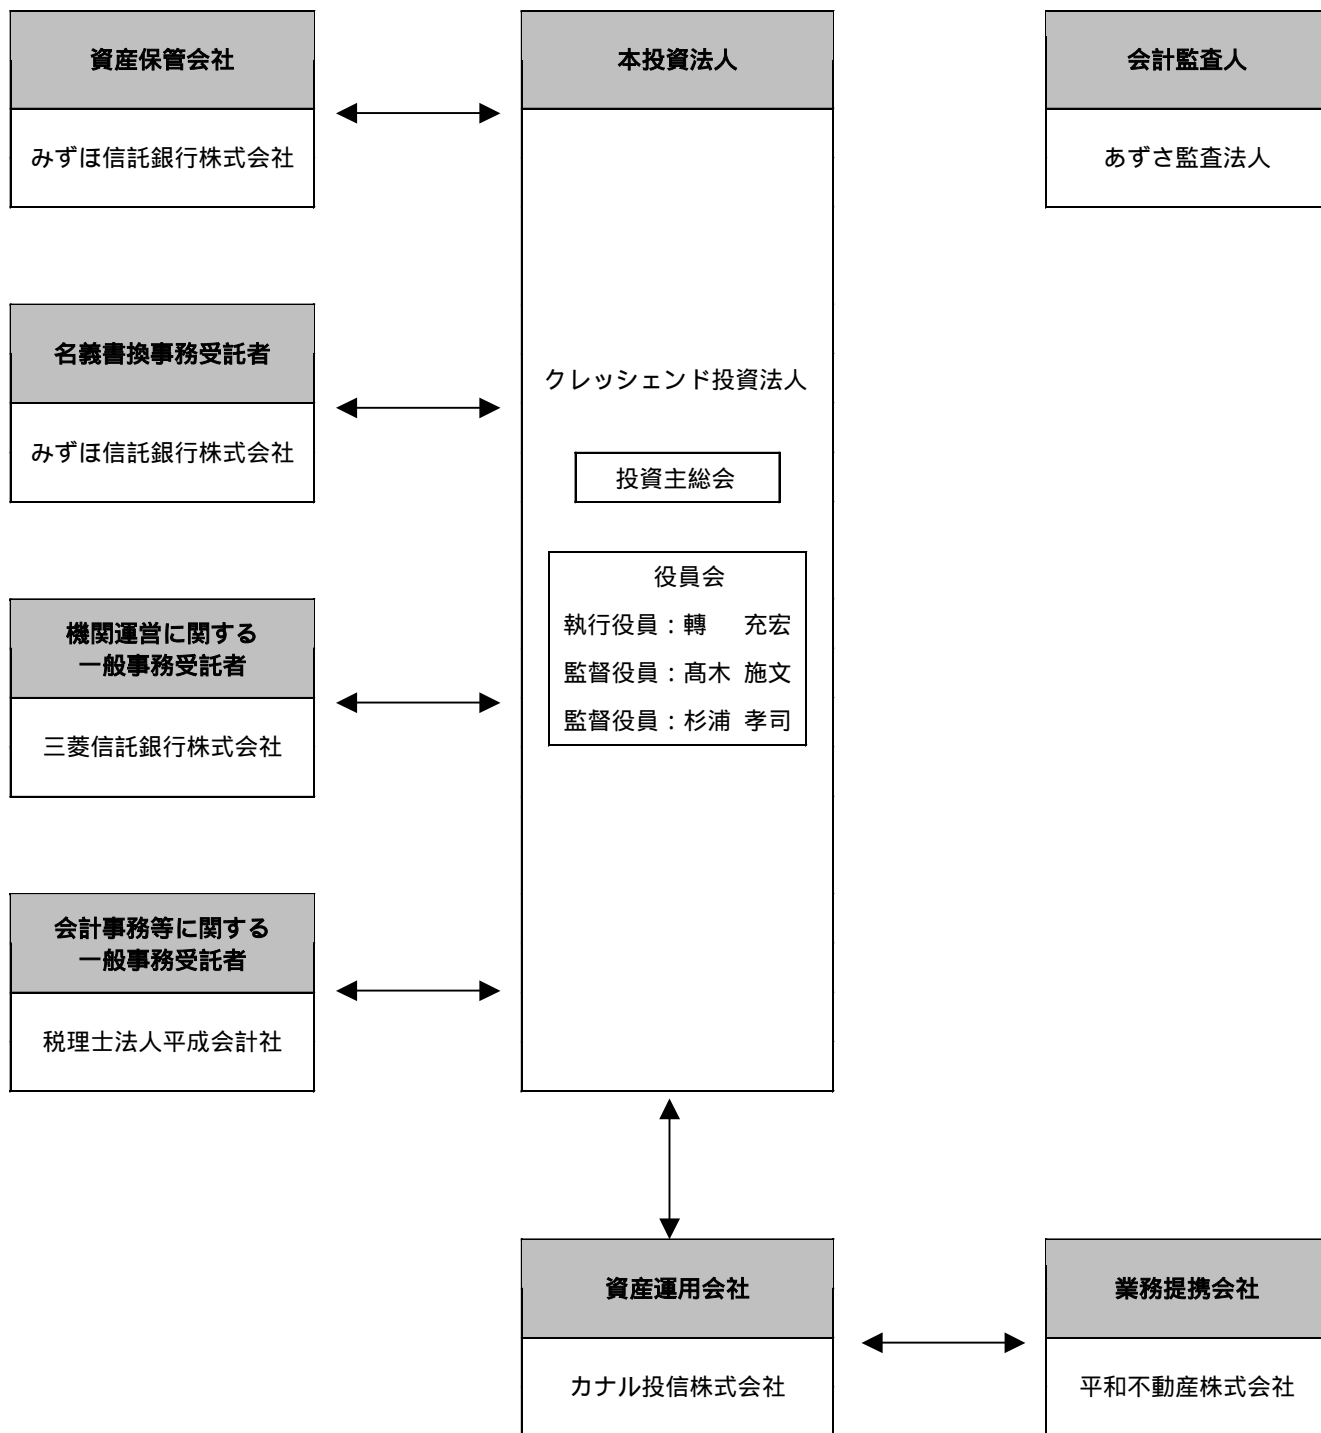 資産保管会社
みずほ信託銀行株式会社
名義書換事務受託者
みずほ信託銀行株式会社
機関運営に関する
一般事務受託者
三菱信託銀行株式会社
会計事務等に関する
一般事務受託者
税理士法人平成会計社
本投資法人
クレッシェンド投資法人
投資主総会
役員会
執行役員：轉 充宏
監督役員：髙木 施文
監督役員：杉浦 孝司
会計監査人
あずさ監査法人
資産運用会社
カナル投信株式会社
業務提携会社
平和不動産株式会社